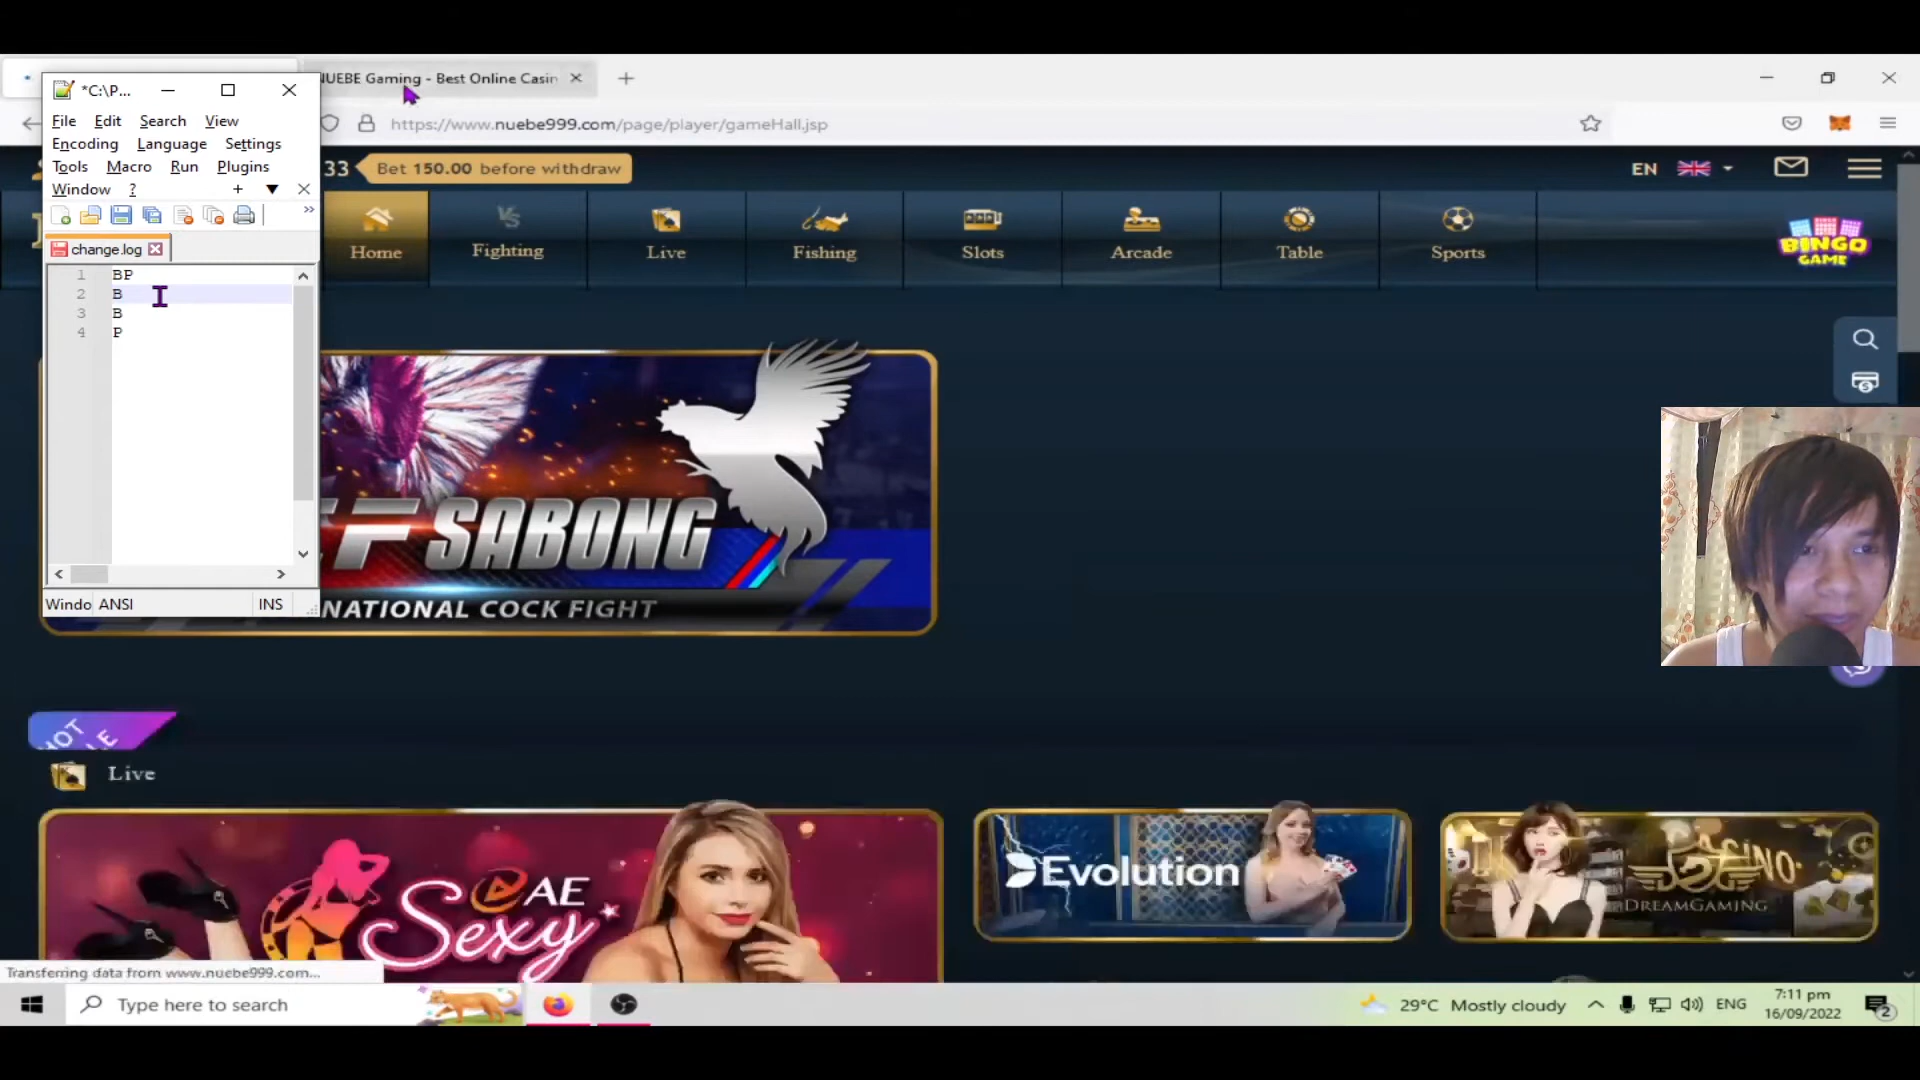 *C:\P...
NUEBE Gaming - Best Online Casin
File Edit Search View
Encoding Language Settings
Tools Macro Run Plugins
Window ?
https://www.nuebe999.com/page/player/gameHall.jsp
33
Bet 150.00 before withdraw
EN
change.log
Home
VS
Fighting
Live
Fishing
Slots
Arcade
Table
Sports
BINGO
GAME
1 BP
2 B
3 B
4 P
SABONG
NATIONAL COCK FIGHT
Windo ANSI INS
HOT
Live
AE
Sexy
Evolution
DREAMGAMING
Transferring data from www.nuebe999.com...
Type here to search
29°C Mostly cloudy
ENG
7:11 pm
16/09/2022
2